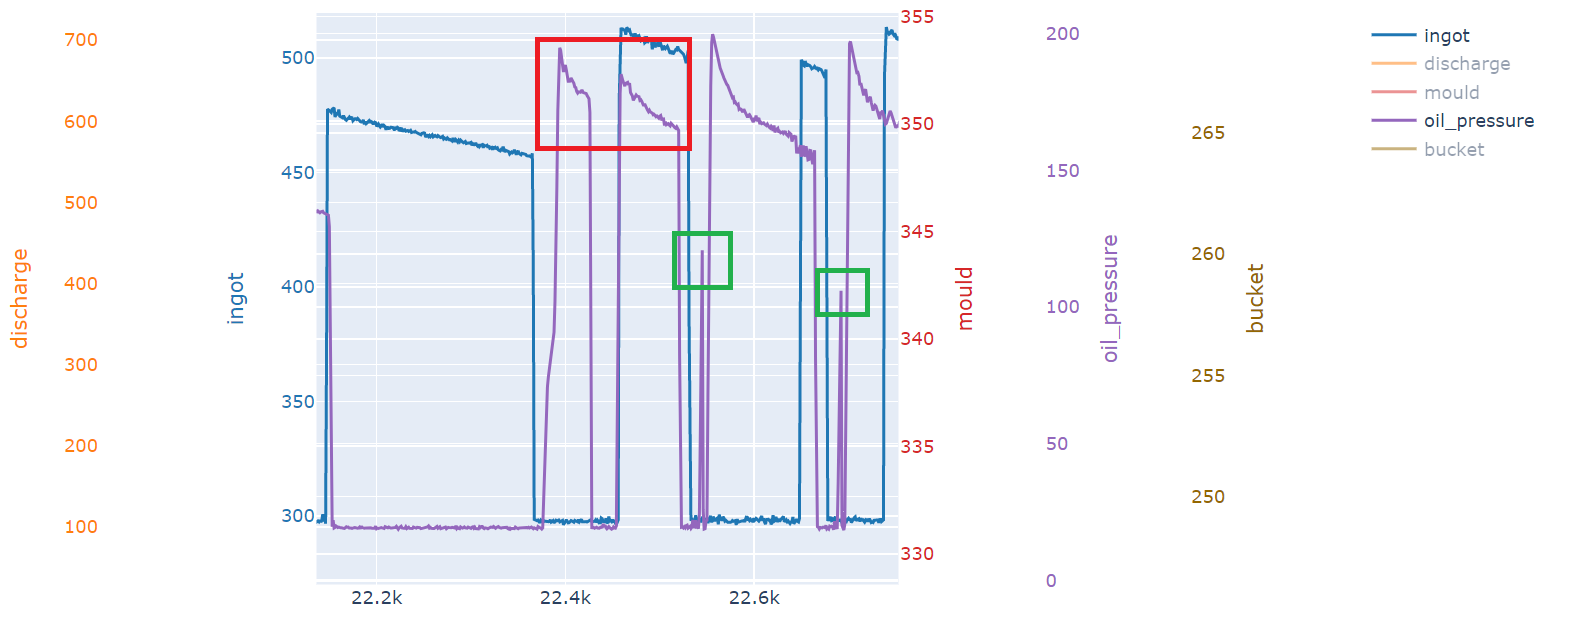 700
600
500
400
300
200
100
discharge
500
450
400
350
300
ingot
22.2k
22.4k
22.6k
355
350
345
340
335
330
mould
200
150
100
50
0
oil_pressure
265
260
255
250
bucket
ingot
discharge
mould
oil_pressure
bucket